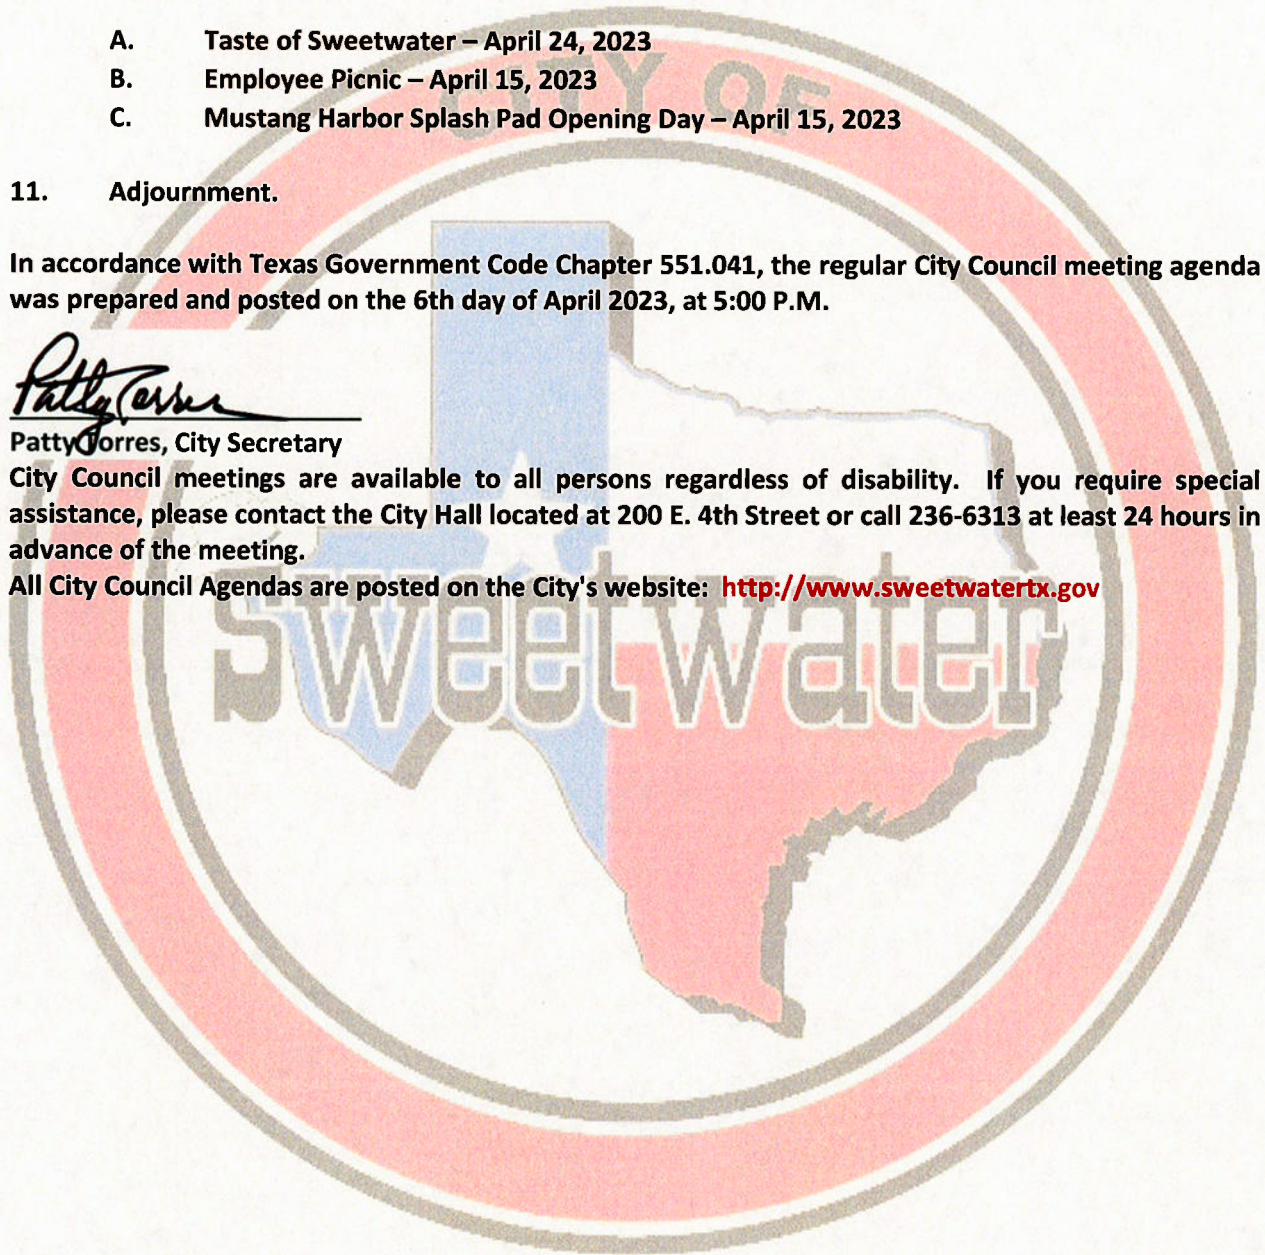 A. Taste of Sweetwater – April 24, 2023
B. Employee Picnic – April 15, 2023
C. Mustang Harbor Splash Pad Opening Day – April 15, 2023
11. Adjournment.
In accordance with Texas Government Code Chapter 551.041, the regular City Council meeting agenda
was prepared and posted on the 6th day of April 2023, at 5:00 P.M.
Patty Torres
Patty Torres, City Secretary
City Council meetings are available to all persons regardless of disability. If you require special
assistance, please contact the City Hall located at 200 E. 4th Street or call 236-6313 at least 24 hours in
advance of the meeting.
All City Council Agendas are posted on the City's website: http://www.sweetwatertx.gov
CITY OF
sweetwater